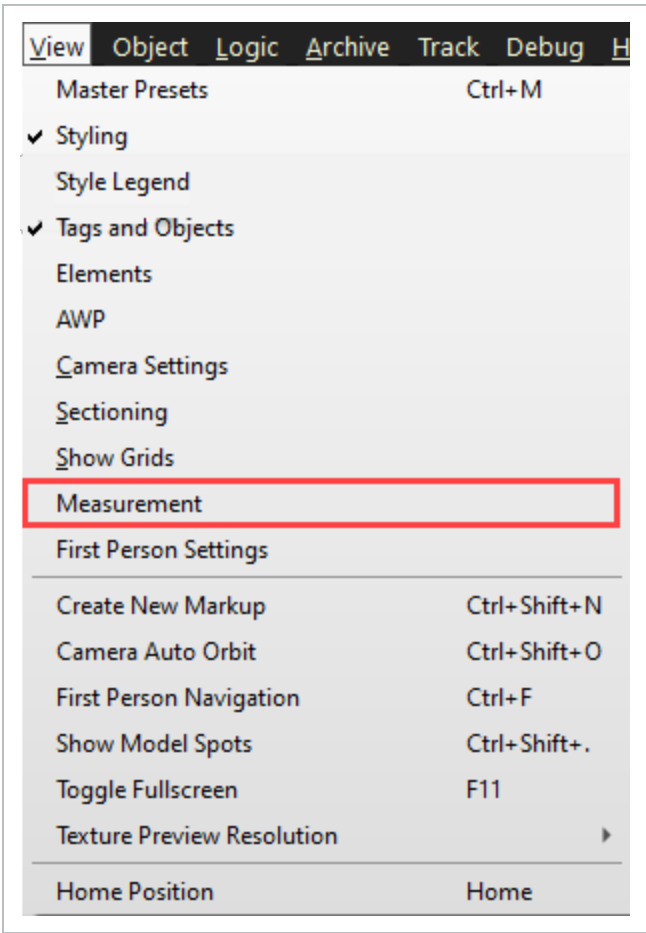 View Object Logic Archive Track Debug H
Master Presets Ctrl+M
Styling
Style Legend
Tags and Objects
Elements
AWP
Camera Settings
Sectioning
Show Grids
Measurement
First Person Settings
Create New Markup Ctrl+Shift+N
Camera Auto Orbit Ctrl+Shift+O
First Person Navigation Ctrl+F
Show Model Spots Ctrl+Shift+.
Toggle Fullscreen F11
Texture Preview Resolution
Home Position Home